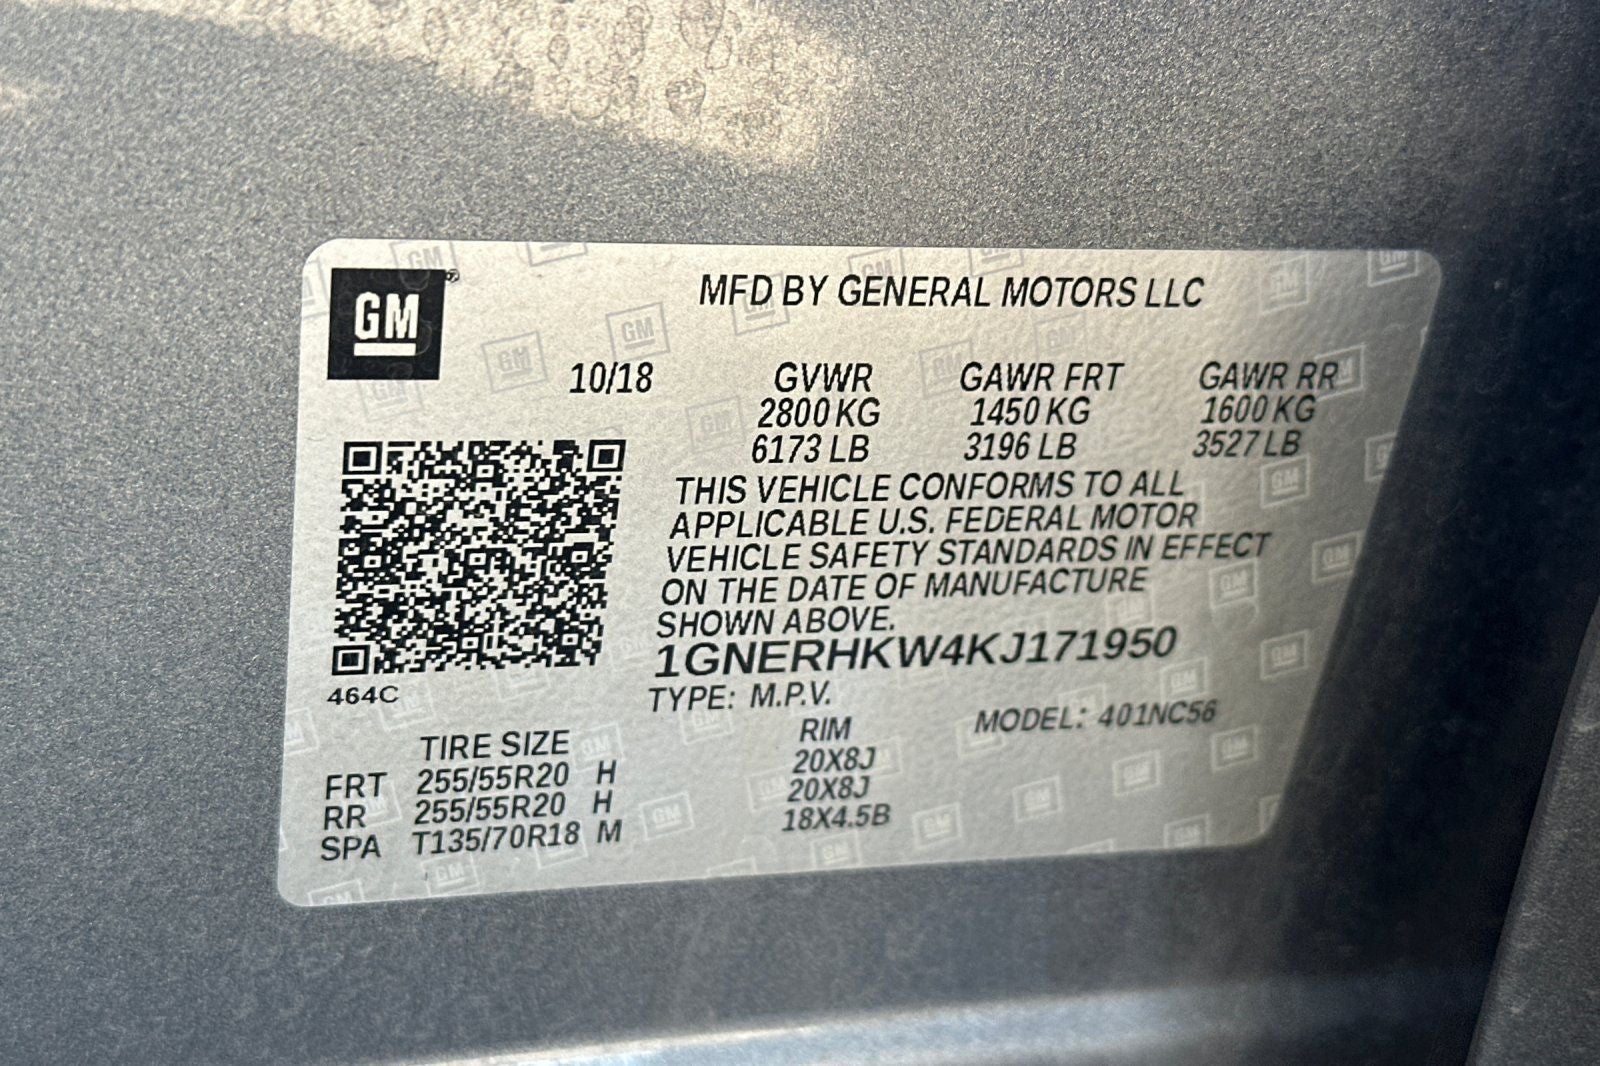 GM
MFD BY GENERAL MOTORS LLC
10/18 GVWR GAWR FRT GAWR RR
2800 KG 1450 KG 1600 KG
6173 LB 3196 LB 3527 LB
THIS VEHICLE CONFORMS TO ALL
APPLICABLE U.S. FEDERAL MOTOR
VEHICLE SAFETY STANDARDS IN EFFECT
ON THE DATE OF MANUFACTURE
SHOWN ABOVE.
1GNERHKW4KJ171950
464C
TYPE: M.P.V.
MODEL: 401NC56
TIRE SIZE RIM
FRT 255/55R20 H 20X8J
RR 255/55R20 H 20X8J
SPA T135/70R18 M 18X4.5B